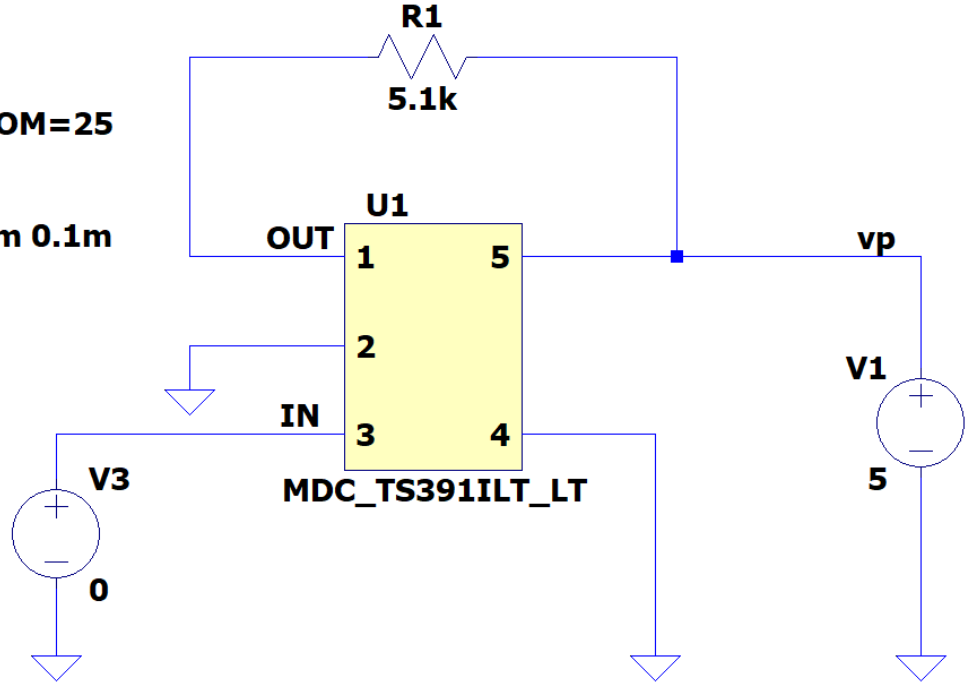 R1
5.1k
OM=25
U1
m 0.1m
OUT
1
5
vp
2
V1
IN
3
4
V3
5
MDC_TS391ILT_LT
0